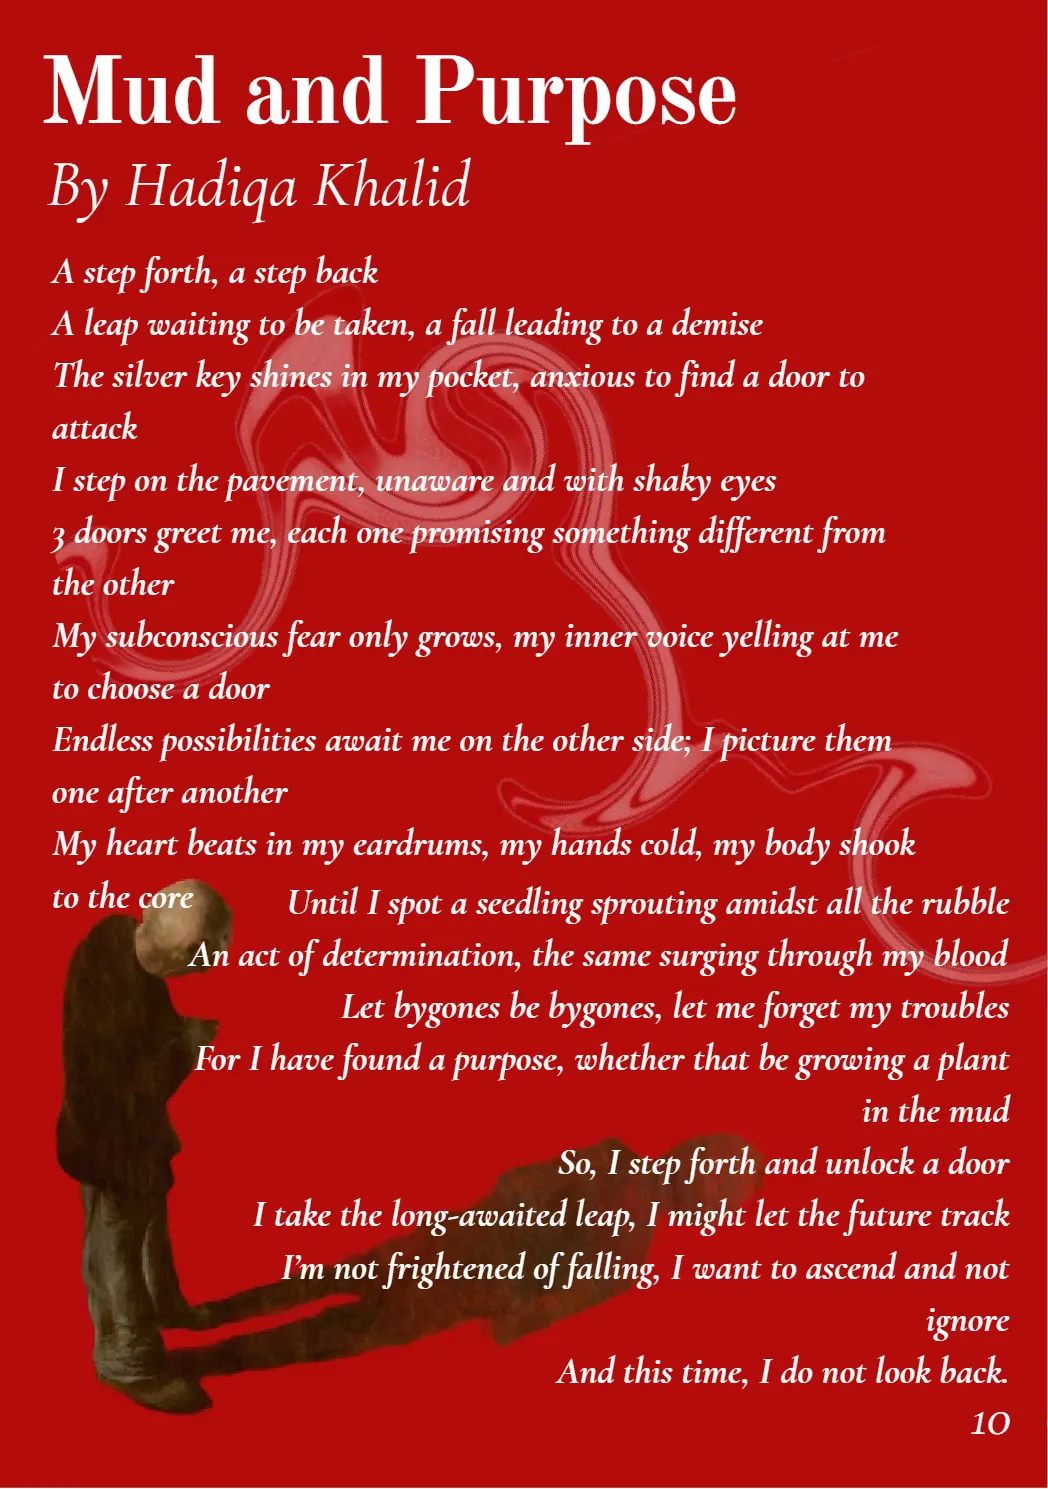 Mud and Purpose
By Hadiqa Khalid
A step forth, a step back
A leap waiting to be taken, a fall leading to a demise
The silver key shines in my pocket, anxious to find a door to
attack
I step on the pavement, unaware and with shaky eyes
3 doors greet me, each one promising something different from
the other
My subconscious fear only grows, my inner voice yelling at me
to choose a door
Endless possibilities await me on the other side; I picture them
one after another
My heart beats in my eardrums, my hands cold, my body shook
to the core
Until I spot a seedling sprouting amidst all the rubble
An act of determination, the same surging through my blood
Let bygones be bygones, let me forget my troubles
For I have found a purpose, whether that be growing a plant
in the mud
So, I step forth and unlock a door
I take the long-awaited leap, I might let the future track
I’m not frightened of falling, I want to ascend and not
ignore
And this time, I do not look back.
10